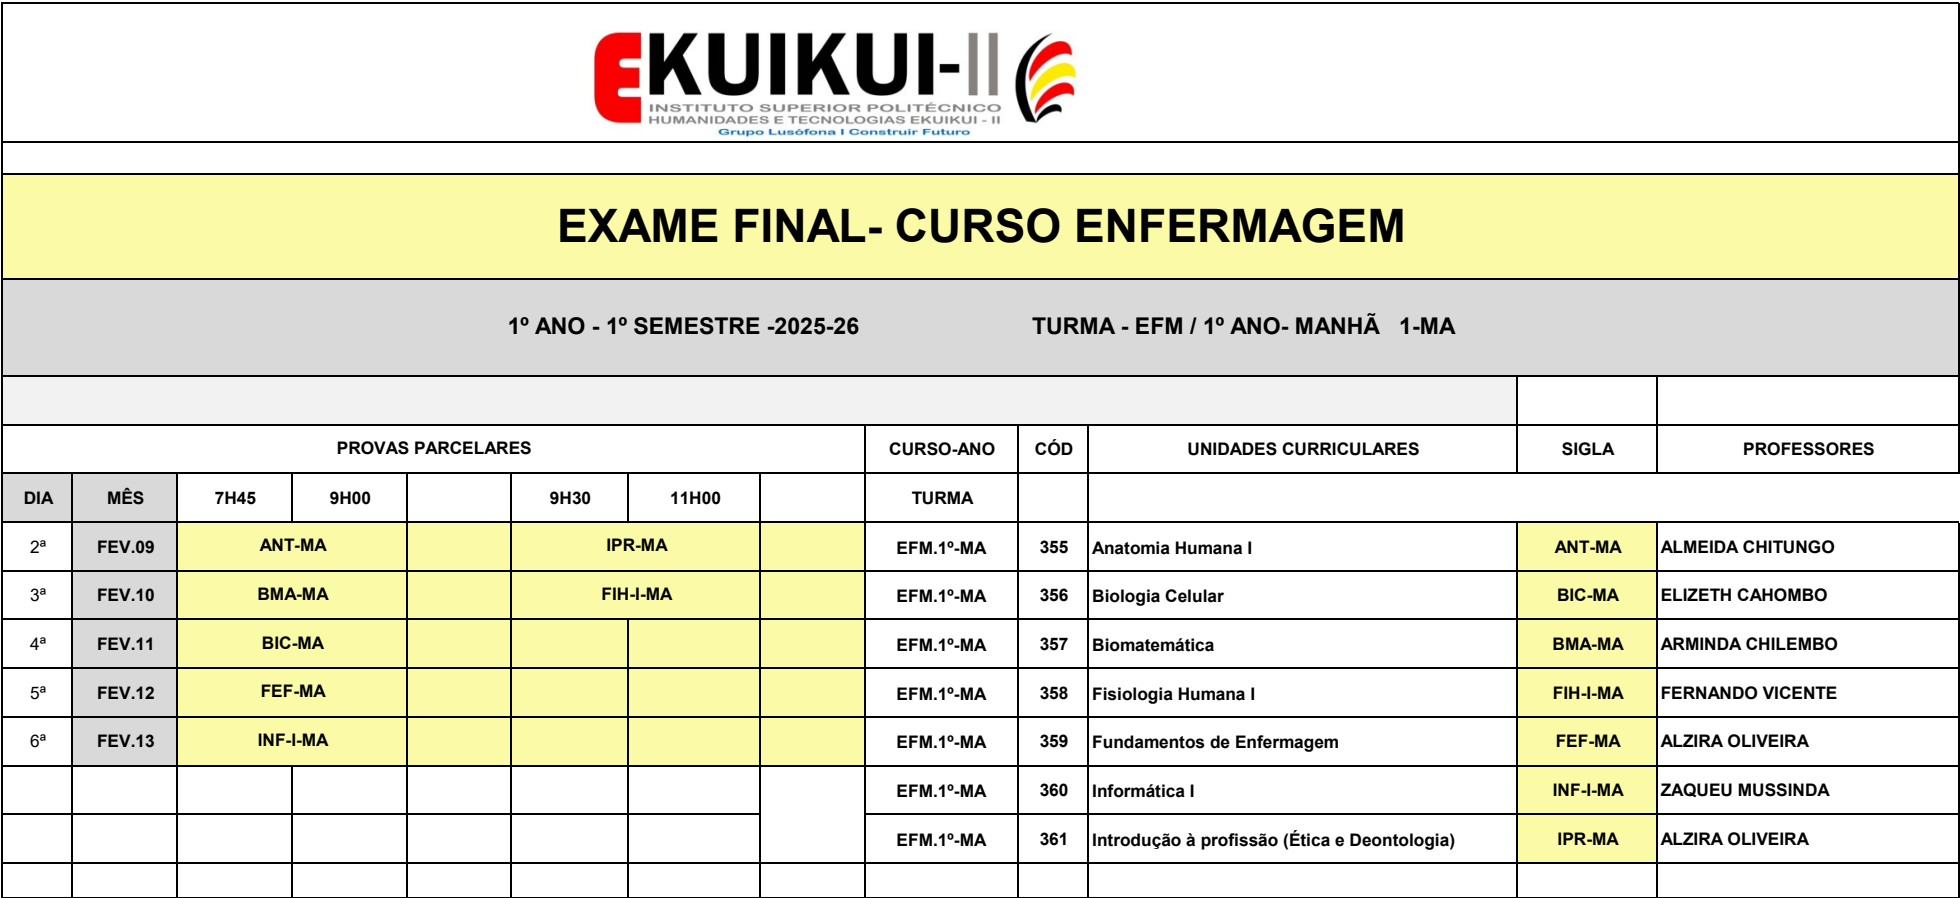 EKUIKUI-II
INSTITUTO SUPERIOR POLITÉCNICO
HUMANIDADES E TECNOLOGIAS EKUIKUI - II
Grupo Lusófona I Construir Futuro
EXAME FINAL- CURSO ENFERMAGEM
1º ANO - 1º SEMESTRE -2025-26 TURMA - EFM / 1º ANO- MANHÃ 1-MA
PROVAS PARCELARES CURSO-ANO CÓD UNIDADES CURRICULARES SIGLA PROFESSORES
DIA MÊS 7H45 9H00 9H30 11H00 TURMA
2ª FEV.09 ANT-MA IPR-MA EFM.1º-MA 355 Anatomia Humana I ANT-MA ALMEIDA CHITUNGO
3ª FEV.10 BMA-MA FIH-I-MA EFM.1º-MA 356 Biologia Celular BIC-MA ELIZETH CAHOMBO
4ª FEV.11 BIC-MA EFM.1º-MA 357 Biomatemática BMA-MA ARMINDA CHILEMBO
5ª FEV.12 FEF-MA EFM.1º-MA 358 Fisiologia Humana I FIH-I-MA FERNANDO VICENTE
6ª FEV.13 INF-I-MA EFM.1º-MA 359 Fundamentos de Enfermagem FEF-MA ALZIRA OLIVEIRA
EFM.1º-MA 360 Informática I INF-I-MA ZAQUEU MUSSINDA
EFM.1º-MA 361 Introdução à profissão (Ética e Deontologia) IPR-MA ALZIRA OLIVEIRA